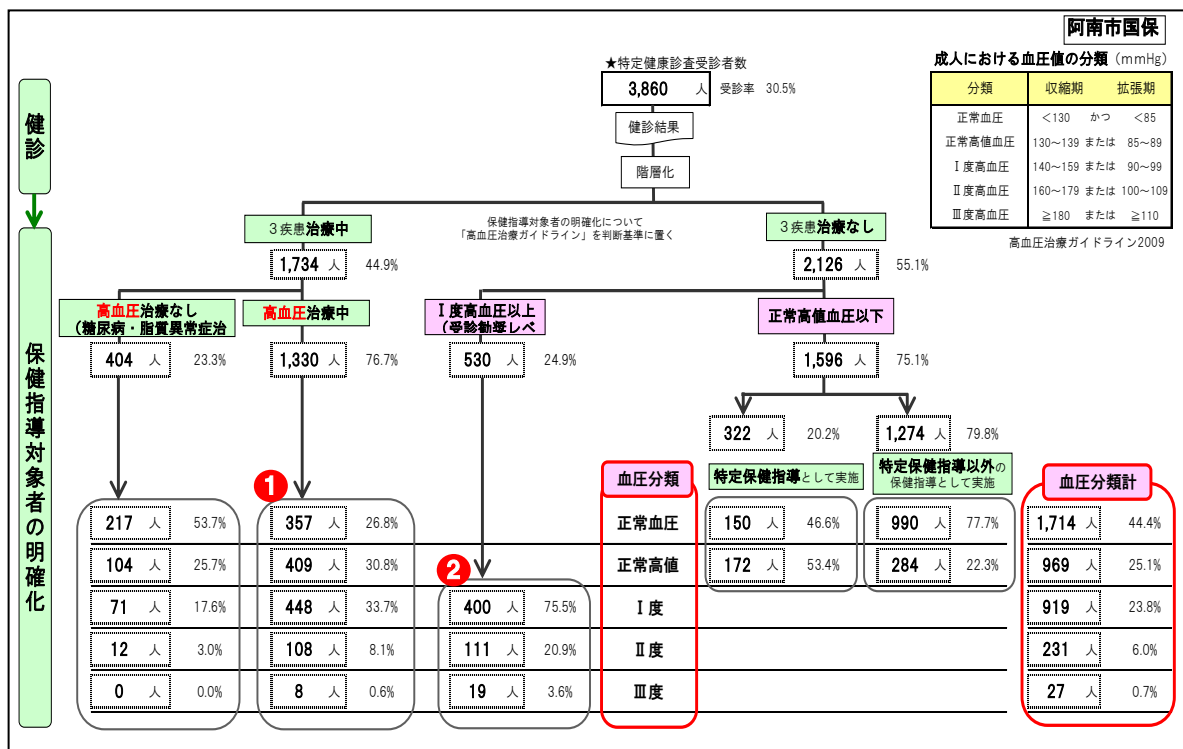 阿南市国保
★特定健康診査受診者数
3,860 人 受診率 30.5%
健診結果
階層化
成人における血圧値の分類（mmHg）
分類 収縮期 拡張期
正常血圧 <130 かつ <85
正常高値血圧 130～139 または 85～89
Ⅰ度高血圧 140～159 または 90～99
Ⅱ度高血圧 160～179 または 100～109
Ⅲ度高血圧 ≧180 または ≧110
高血圧治療ガイドライン2009
健診
保健指導対象者の明確化
保健指導対象者の明確化について
「高血圧治療ガイドライン」を判断基準に置く
３疾患治療中
1,734 人 44.9%
３疾患治療なし
2,126 人 55.1%
高血圧治療なし
（糖尿病・脂質異常症治
404 人 23.3%
高血圧治療中
1,330 人 76.7%
Ⅰ度高血圧以上
（受診勧奨レベ
530 人 24.9%
正常高値血圧以下
1,596 人 75.1%
322 人 20.2%
1,274 人 79.8%
1
2
血圧分類
特定保健指導として実施
特定保健指導以外の
保健指導として実施
血圧分類計
217 人 53.7% 357 人 26.8% 正常血圧 150 人 46.6% 990 人 77.7% 1,714 人 44.4%
104 人 25.7% 409 人 30.8% 正常高値 172 人 53.4% 284 人 22.3% 969 人 25.1%
71 人 17.6% 448 人 33.7% 400 人 75.5% Ⅰ度 919 人 23.8%
12 人 3.0% 108 人 8.1% 111 人 20.9% Ⅱ度 231 人 6.0%
0 人 0.0% 8 人 0.6% 19 人 3.6% Ⅲ度 27 人 0.7%